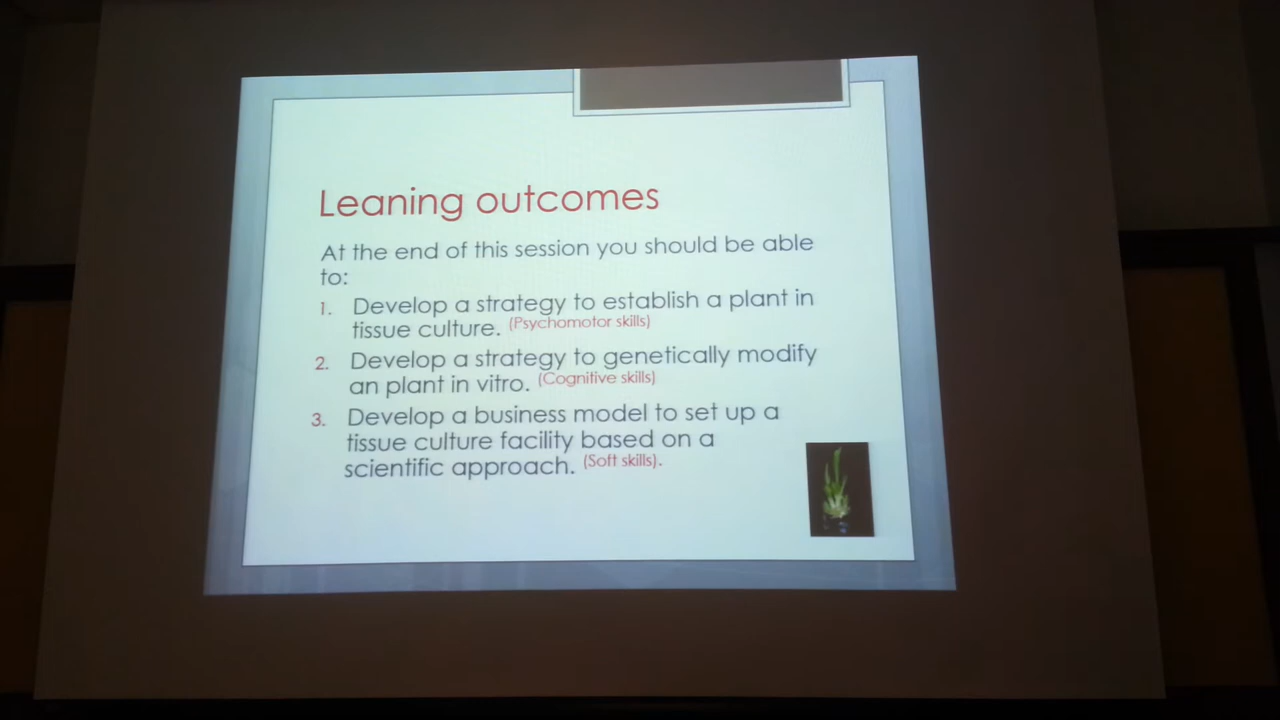 Leaning outcomes
At the end of this session you should be able
to:
1. Develop a strategy to establish a plant in
tissue culture. (Psychomotor skills)
2. Develop a strategy to genetically modify
an plant in vitro. (Cognitive skills)
3. Develop a business model to set up a
tissue culture facility based on a
scientific approach. (Soft skills).